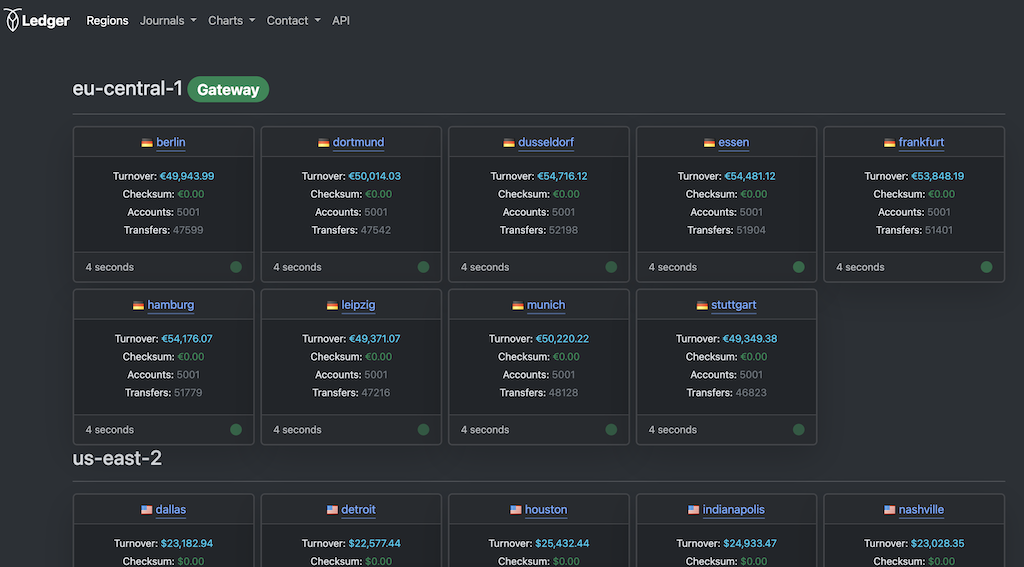 Ledger Regions Journals Charts Contact API
eu-central-1 Gateway
berlin
Turnover: €49,943.99
Checksum: €0.00
Accounts: 5001
Transfers: 47599
4 seconds
dortmund
Turnover: €50,014.03
Checksum: €0.00
Accounts: 5001
Transfers: 47542
4 seconds
dusseldorf
Turnover: €54,716.12
Checksum: €0.00
Accounts: 5001
Transfers: 52198
4 seconds
essen
Turnover: €54,481.12
Checksum: €0.00
Accounts: 5001
Transfers: 51904
4 seconds
frankfurt
Turnover: €53,848.19
Checksum: €0.00
Accounts: 5001
Transfers: 51401
4 seconds
hamburg
Turnover: €54,176.07
Checksum: €0.00
Accounts: 5001
Transfers: 51779
4 seconds
leipzig
Turnover: €49,371.07
Checksum: €0.00
Accounts: 5001
Transfers: 47216
4 seconds
munich
Turnover: €50,220.22
Checksum: €0.00
Accounts: 5001
Transfers: 48128
4 seconds
stuttgart
Turnover: €49,349.38
Checksum: €0.00
Accounts: 5001
Transfers: 46823
4 seconds
us-east-2
dallas
Turnover: $23,182.94
Checksum: $0.00
detroit
Turnover: $22,577.44
Checksum: $0.00
houston
Turnover: $25,432.44
Checksum: $0.00
indianapolis
Turnover: $24,933.47
Checksum: $0.00
nashville
Turnover: $23,028.35
Checksum: $0.00